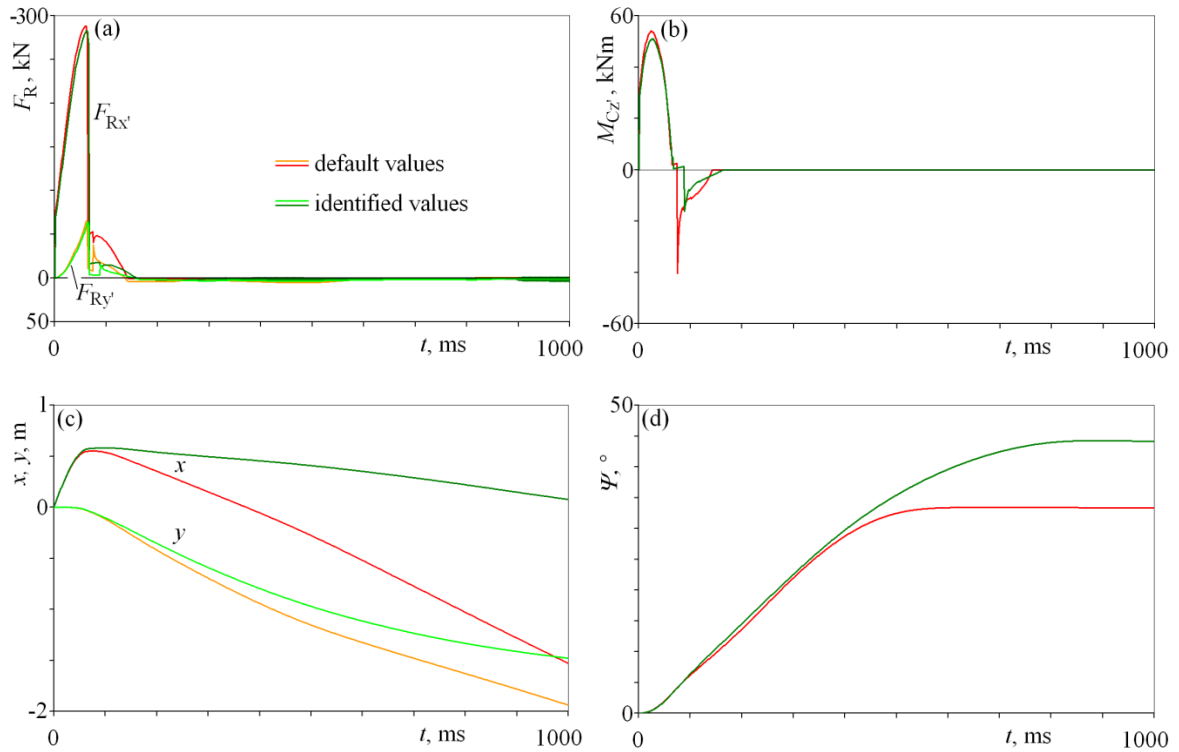 (a)
-300
F_R, kN
F_Rx'
default values
identified values
0
F_Ry'
50
0
t, ms
1000
(b)
60
M_Cz', kNm
0
-60
0
t, ms
1000
(c)
1
x, y, m
x
0
y
-2
0
t, ms
1000
(d)
50
Ψ, °
0
0
t, ms
1000